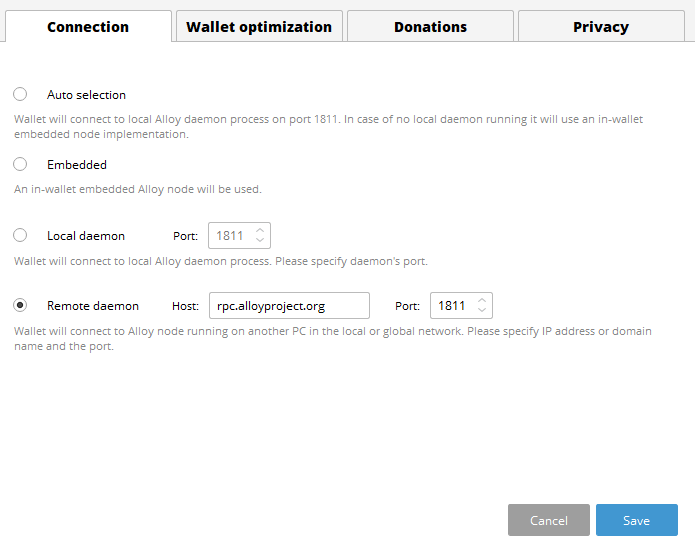 Connection Wallet optimization Donations Privacy
Auto selection
Wallet will connect to local Alloy daemon process on port 1811. In case of no local daemon running it will use an in-wallet
embedded node implementation.
Embedded
An in-wallet embedded Alloy node will be used.
Local daemon Port: 1811
Wallet will connect to local Alloy daemon process. Please specify daemon's port.
Remote daemon Host: rpc.alloyproject.org Port: 1811
Wallet will connect to Alloy node running on another PC in the local or global network. Please specify IP address or domain
name and the port.
Cancel Save